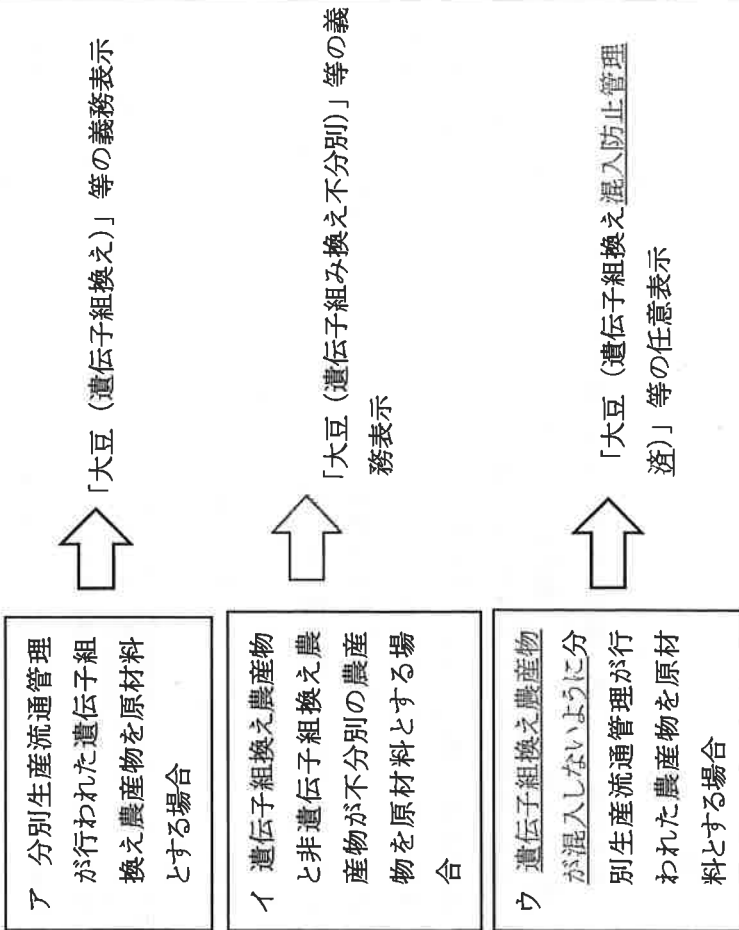 ア 分別生産流通管理
が行われた遺伝子組
換え農産物を原材料
とする場合
「大豆（遺伝子組換え）」等の義務表示
イ 遺伝子組換え農産物
と非遺伝子組換え農
産物が不分別の農産
物を原材料とする場
合
「大豆（遺伝子組み換え不分別）」等の義
務表示
ウ 遺伝子組換え農産物
が混入しないように分
別生産流通管理が行
われた農産物を原材
料とする場合
「大豆（遺伝子組換え混入防止管理
済）」等の任意表示